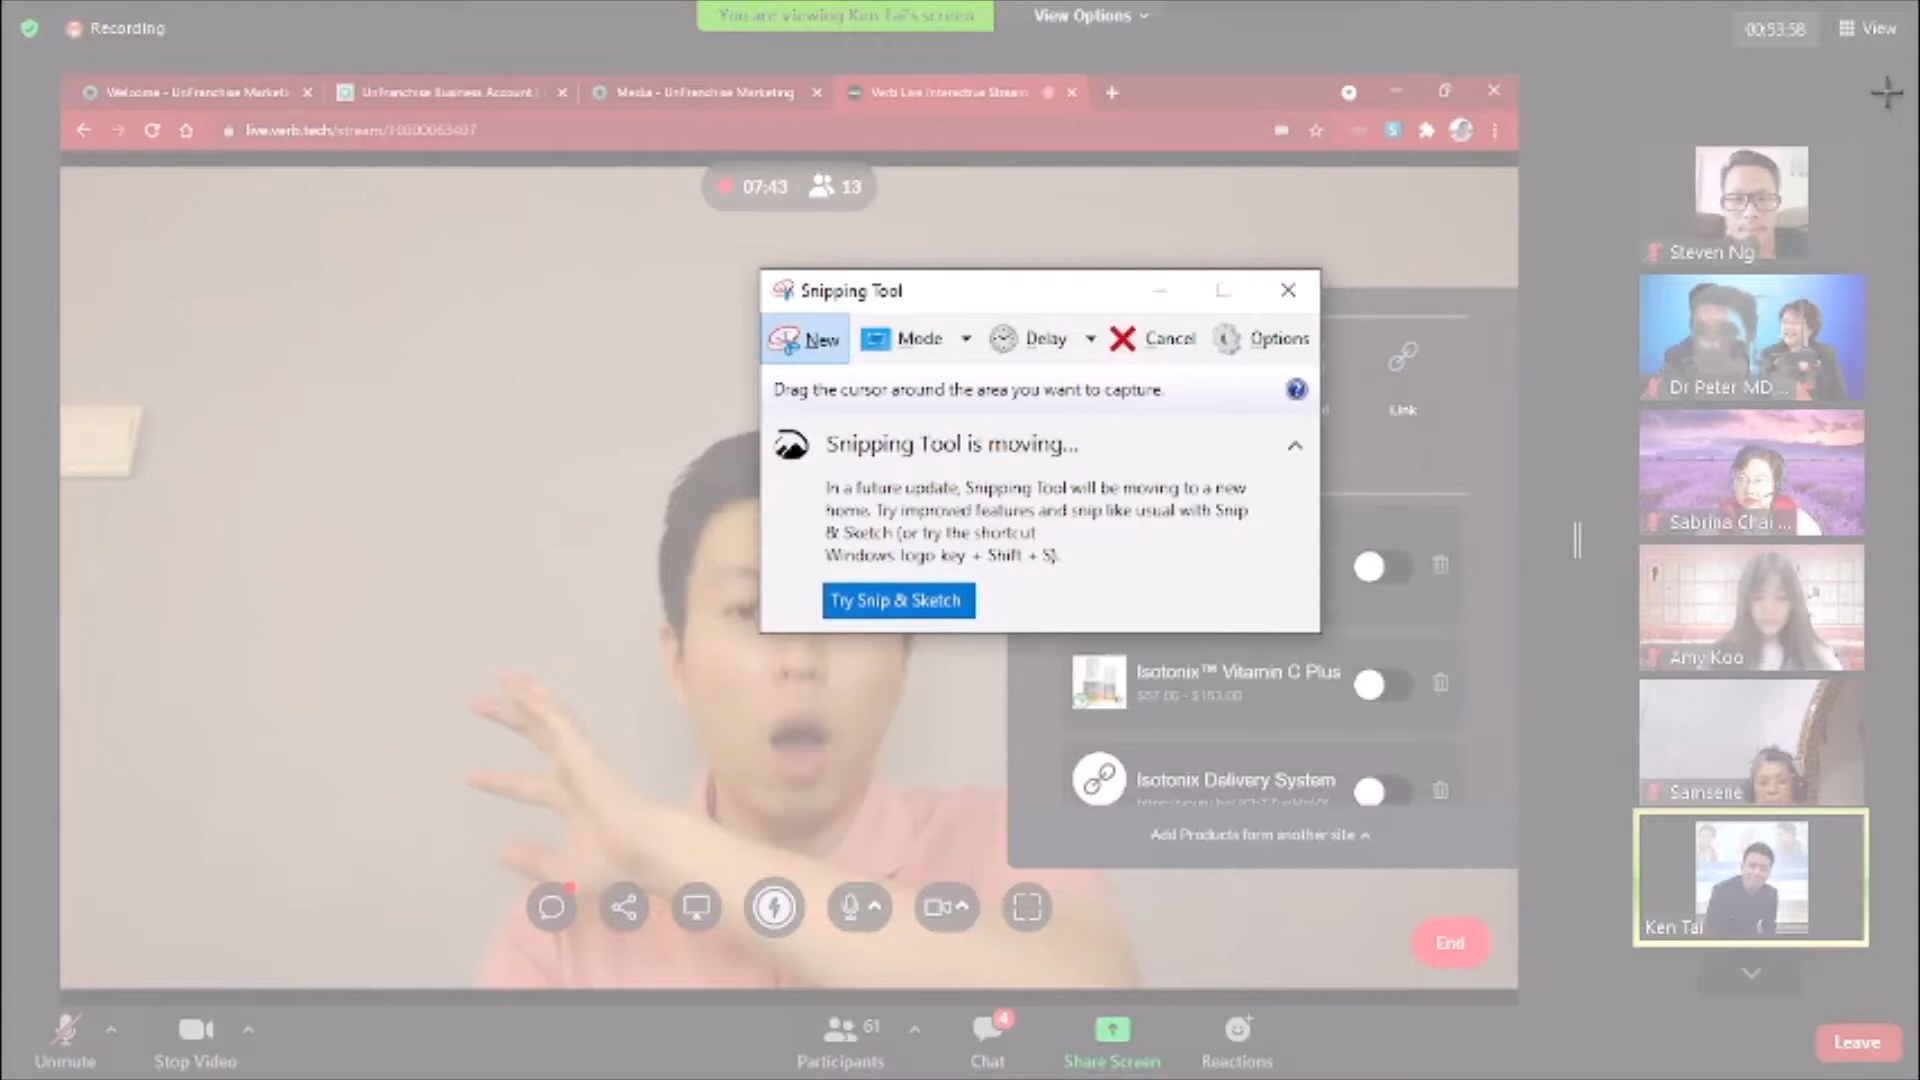 You are viewing Ken Tai's screen
View Options
Recording
00:53:58
View
Welcome - UnFranchise Marketi
UnFranchise Business Account |
Media - UnFranchise Marketing
Verb Live Interactive Stream
live.verb.tech/stream/10000063407
07:43
13
Steven Ng
Snipping Tool
New
Mode
Delay
Cancel
Options
Drag the cursor around the area you want to capture.
Link
Dr Peter MD,...
Snipping Tool is moving...
In a future update, Snipping Tool will be moving to a new
home. Try improved features and snip like usual with Snip
& Sketch (or try the shortcut
Windows logo key + Shift + S).
Try Snip & Sketch
Sabrina Chai ...
Amy Koo
Isotonix™ Vitamin C Plus
Isotonix Delivery System
Samsene
Add Products form another site
Ken Tai
End
Unmute
Stop Video
61
Participants
4
Chat
Share Screen
Reactions
Leave